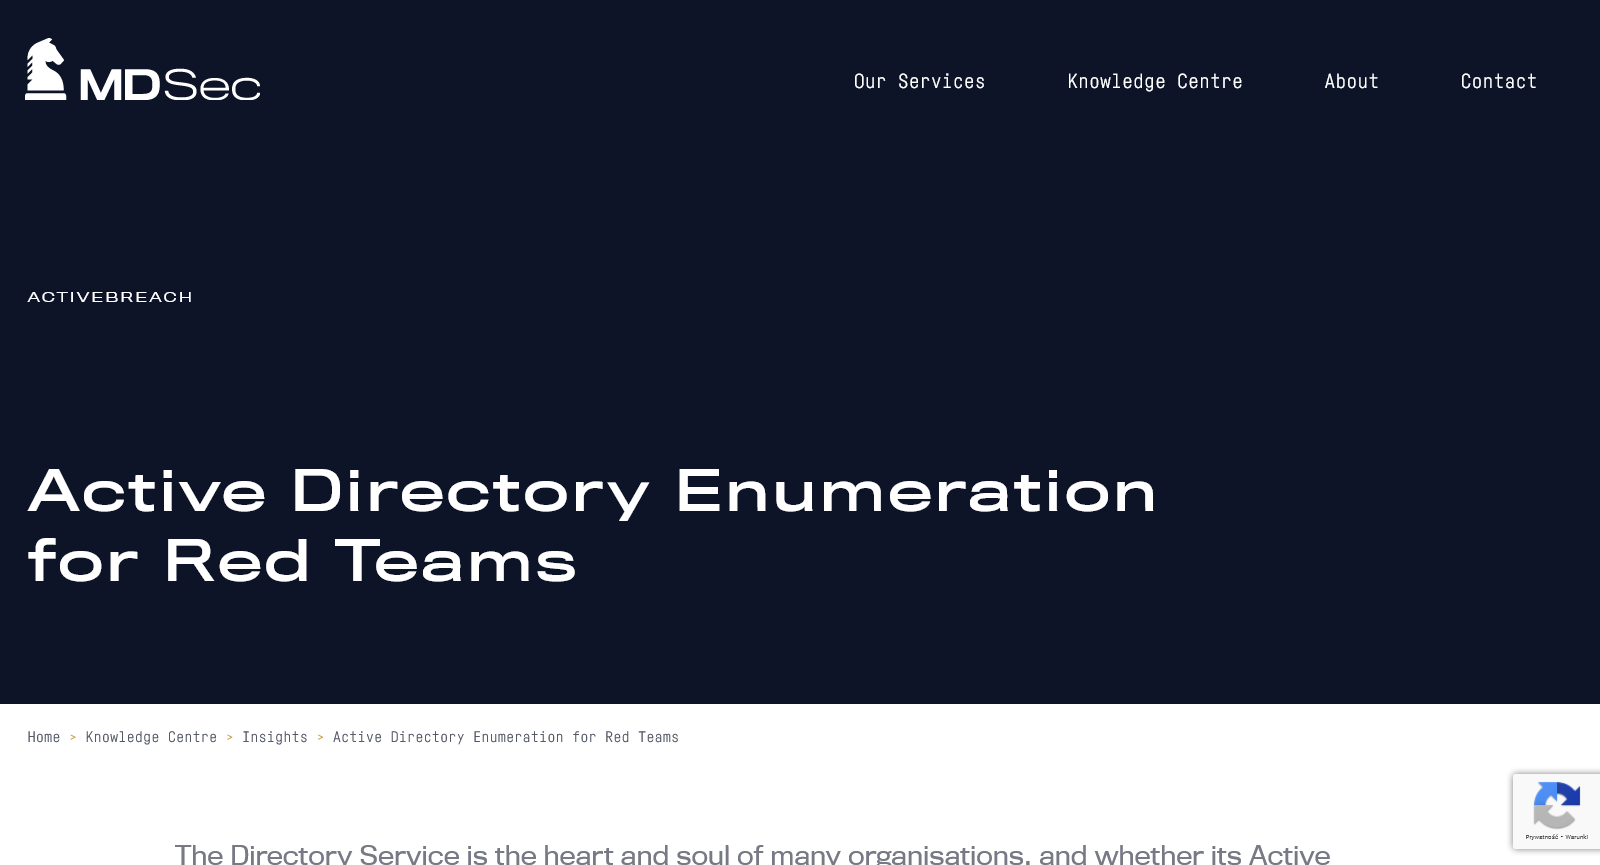 MDSec
Our Services
Knowledge Centre
About
Contact
ACTIVEBREACH
Active Directory Enumeration
for Red Teams
Home > Knowledge Centre > Insights > Active Directory Enumeration for Red Teams
The Directory Service is the heart and soul of many organisations, and whether its Active
Prywatność • Warunki